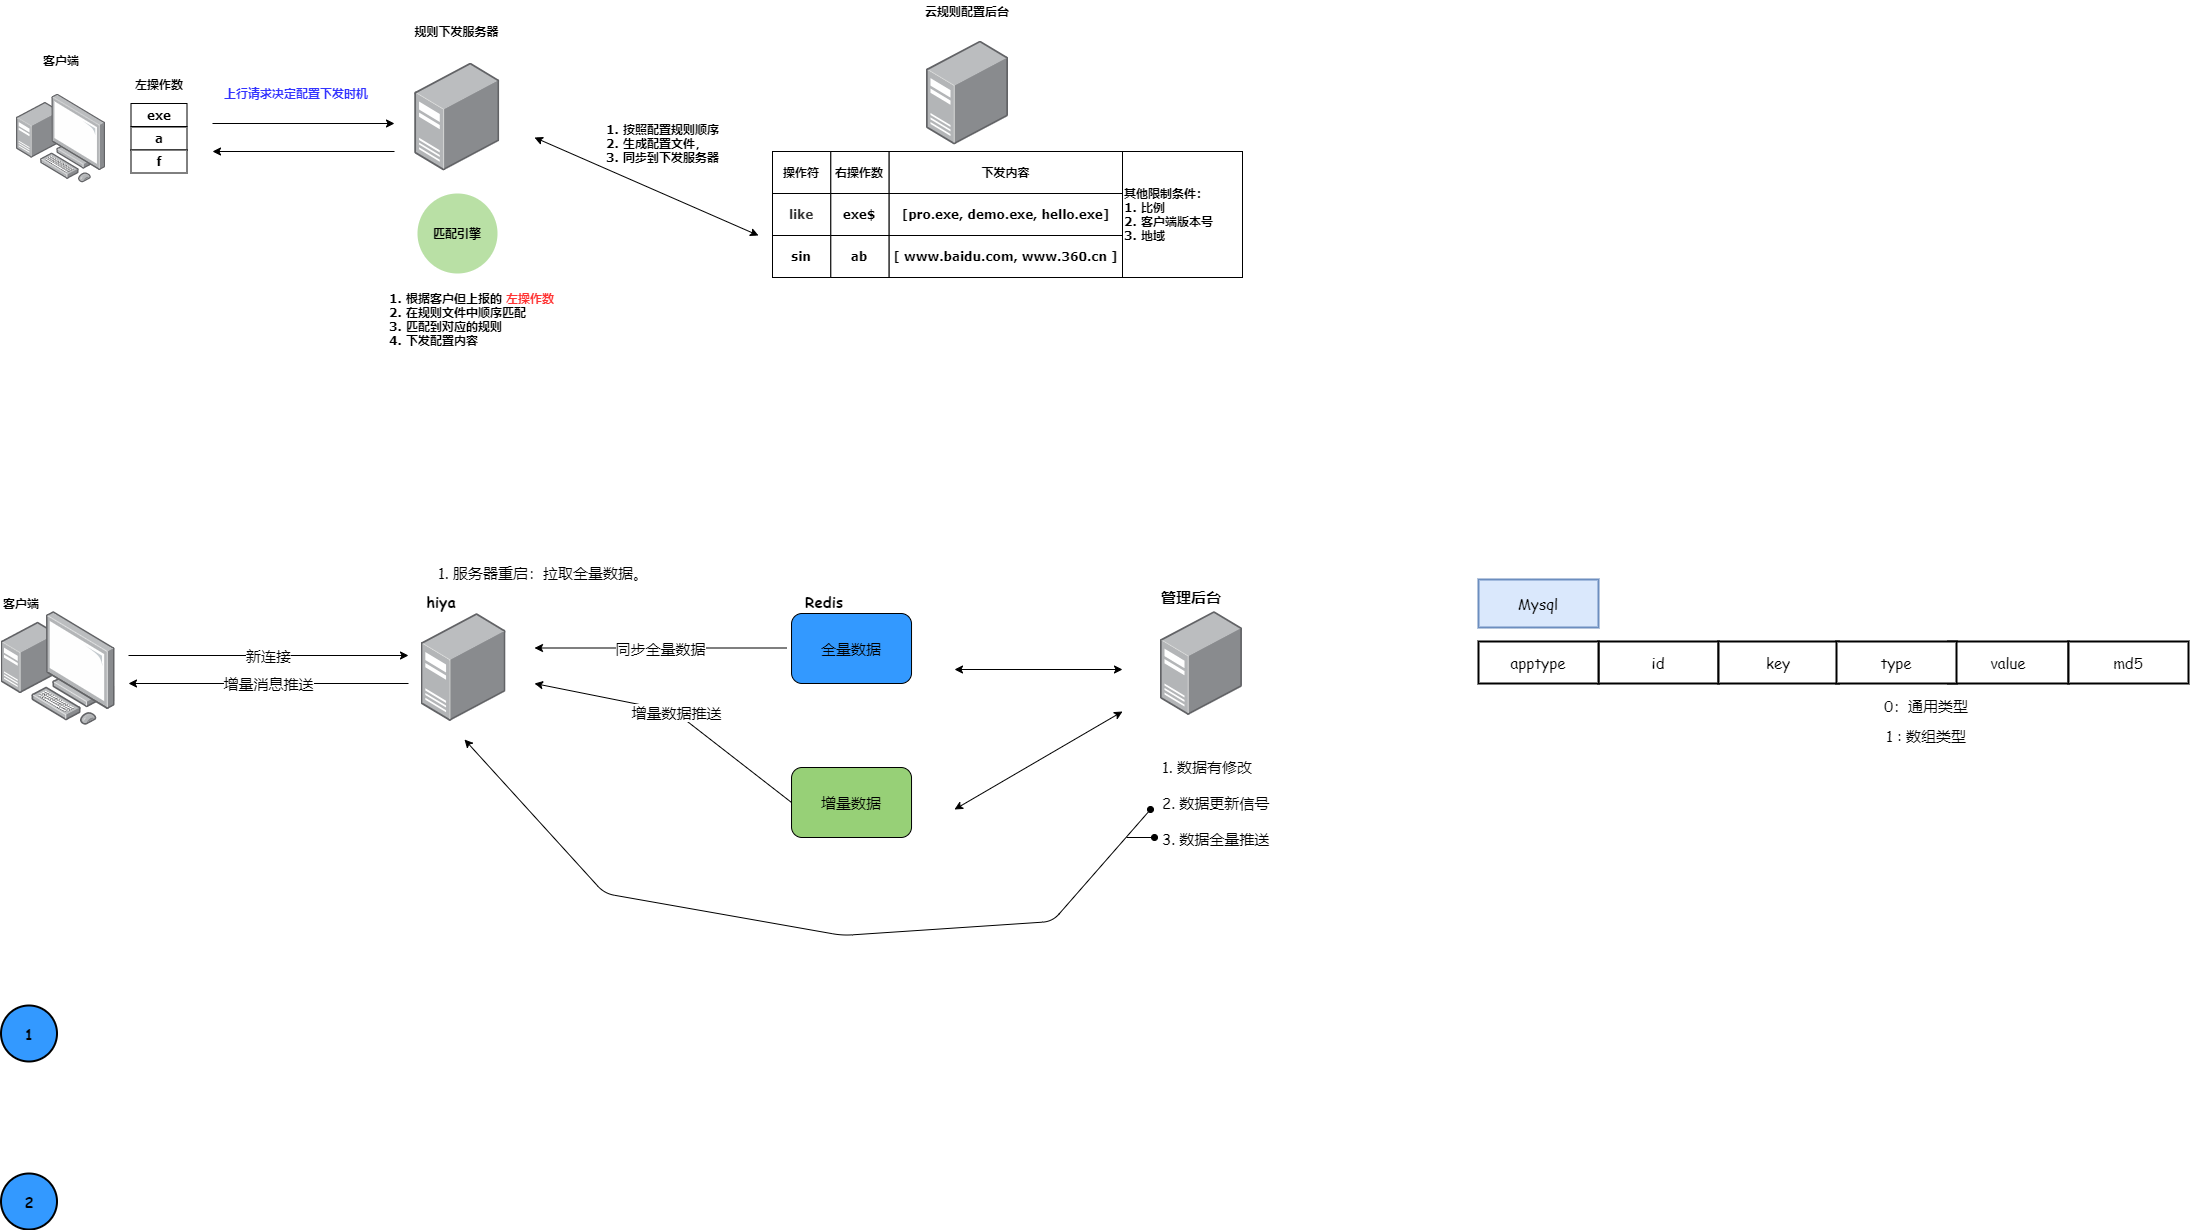 云规则配置后台
规则下发服务器
客户端
左操作数
exe
a
f
上行请求决定配置下发时机
1. 按照配置规则顺序
2. 生成配置文件，
3. 同步到下发服务器
操作符
右操作数
下发内容
like
exe$
[pro.exe, demo.exe, hello.exe]
sin
ab
[ www.baidu.com, www.360.cn ]
其他限制条件：
1. 比例
2. 客户端版本号
3. 地域
匹配引擎
1. 根据客户但上报的 左操作数
2. 在规则文件中顺序匹配
3. 匹配到对应的规则
4. 下发配置内容
1. 服务器重启：拉取全量数据。
客户端
hiya
Redis
管理后台
新连接
增量消息推送
同步全量数据
增量数据推送
全量数据
增量数据
1. 数据有修改
2. 数据更新信号
3. 数据全量推送
Mysql
apptype
id
key
type
value
md5
0：通用类型
1 : 数组类型
1
2